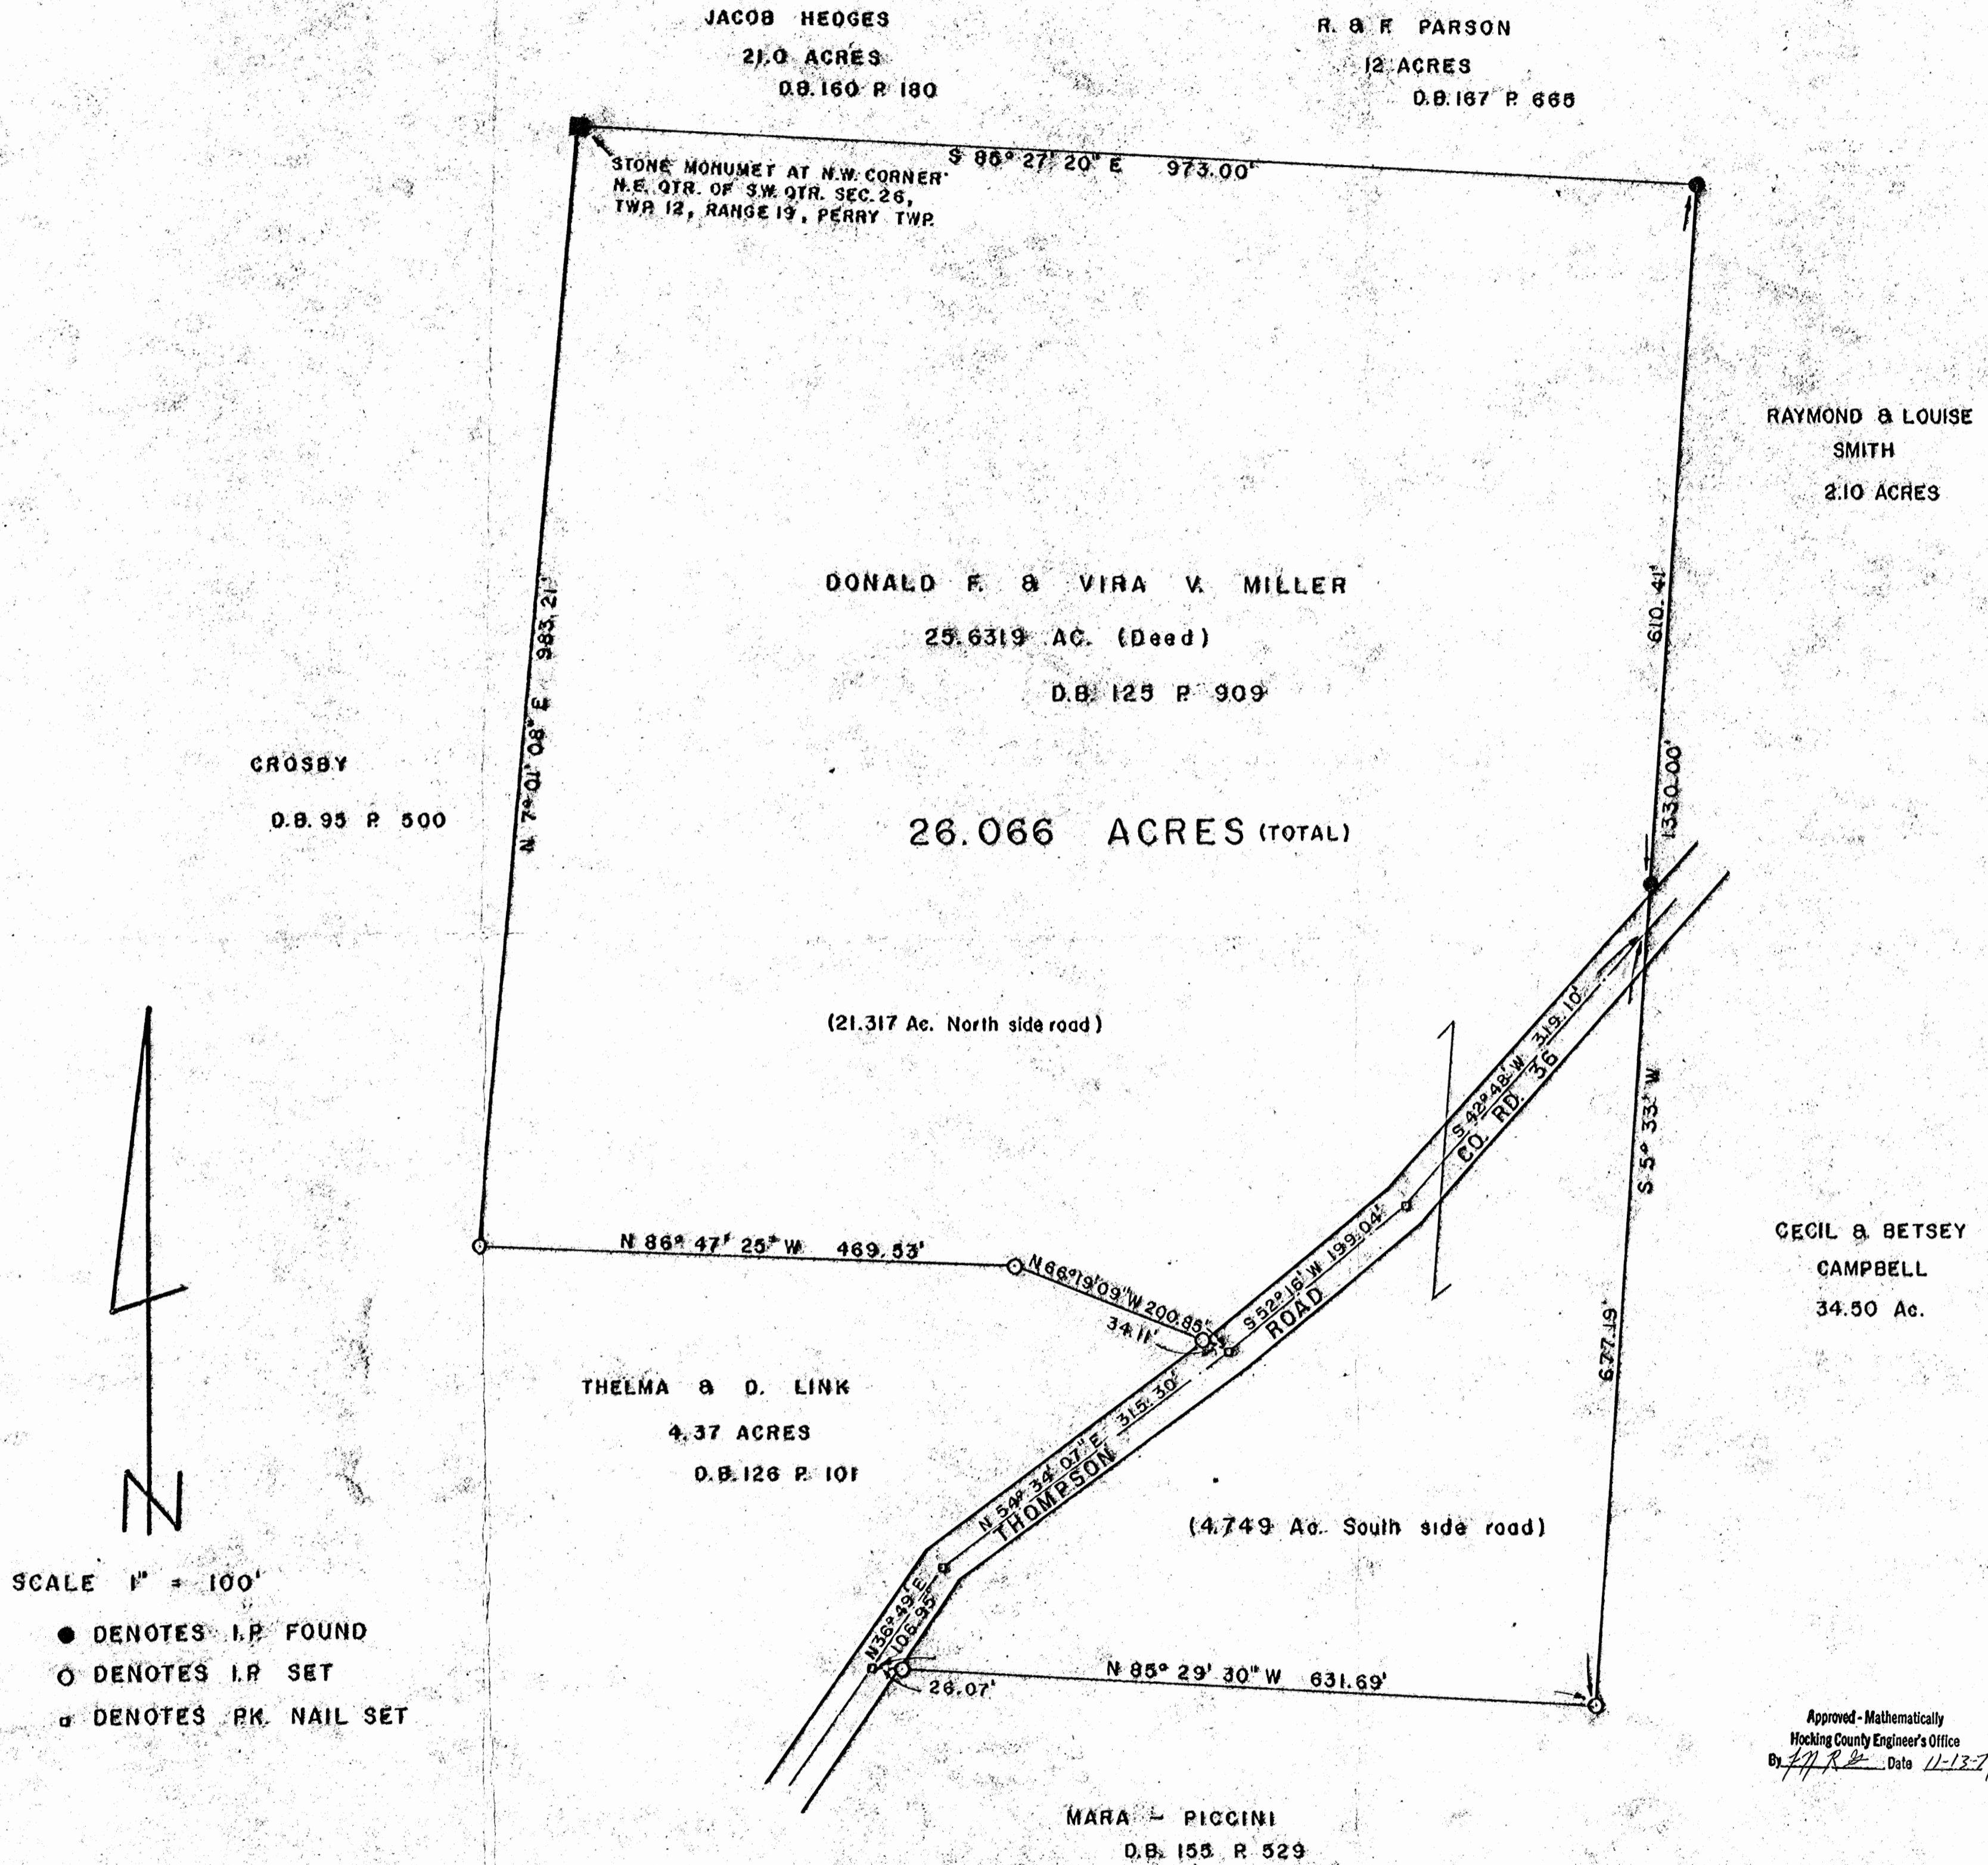 JACOB HEDGES
21.0 ACRES
D.B. 160 P. 180
R. & F. PARSON
12 ACRES
D.B. 167 P. 665
STONE MONUMET AT N.W. CORNER
N.E. QTR. OF S.W. QTR. SEC. 26,
TWP. 12, RANGE 19, PERRY TWP.
S 85° 27' 20" E 973.00'
RAYMOND & LOUISE
SMITH
2.10 ACRES
610.41'
1330.00'
N 7° 01' 08" E 983.21'
DONALD F. & VIRA V. MILLER
25.6319 AC. (Deed)
D.B. 125 P. 909
CROSBY
D.B. 95 P. 500
26.066 ACRES (TOTAL)
(21.317 Ac. North side road)
S 42° 48' W 319.10'
CO. RD. 36
S 5° 33' W
677.19'
N 86° 47' 25" W 469.53'
N 66° 19' 09" W 200.85'
34.11'
S 52° 16' W 199.04'
ROAD
CECIL & BETSEY
CAMPBELL
34.50 Ac.
THELMA & D. LINK
4.37 ACRES
D.B. 126 P. 101
N 54° 34' 07" E 315.30'
THOMPSON
(4.749 Ac. South side road)
N 36° 49' E
106.95'
26.07'
N 85° 29' 30" W 631.69'
N
SCALE 1" = 100'
● DENOTES I.P. FOUND
○ DENOTES I.P. SET
□ DENOTES P.K. NAIL SET
Approved - Mathematically
Hocking County Engineer's Office
By Date 11-13-7
MARA - PICCINI
D.B. 155 P. 529